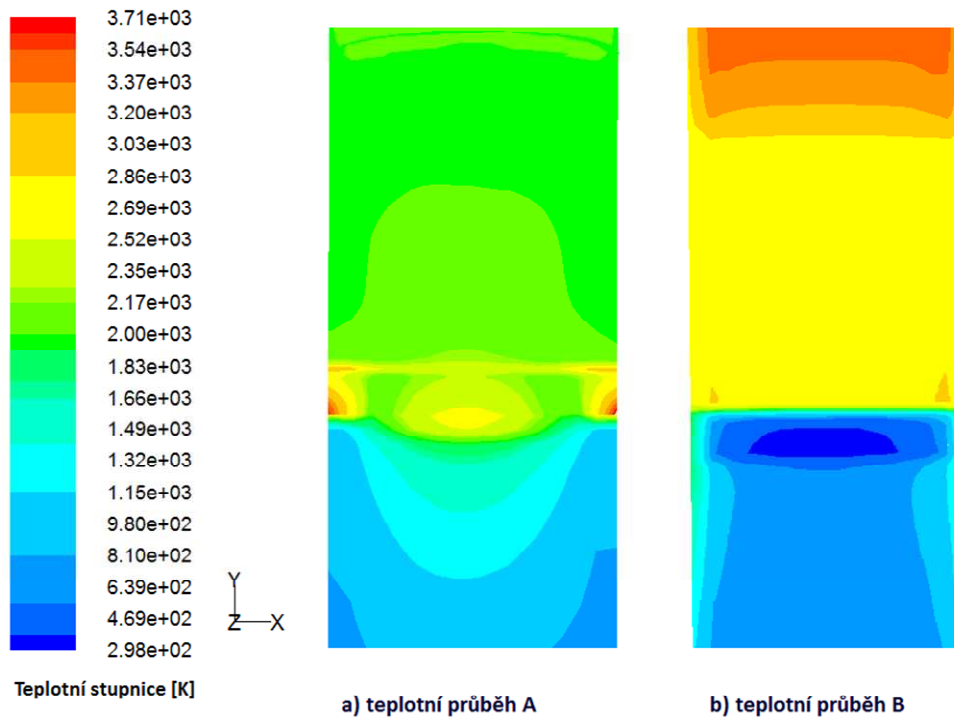 3.71e+03
3.54e+03
3.37e+03
3.20e+03
3.03e+03
2.86e+03
2.69e+03
2.52e+03
2.35e+03
2.17e+03
2.00e+03
1.83e+03
1.66e+03
1.49e+03
1.32e+03
1.15e+03
9.80e+02
8.10e+02
6.39e+02
4.69e+02
2.98e+02
Y
Z X
Teplotní stupnice [K]
a) teplotní průběh A
b) teplotní průběh B